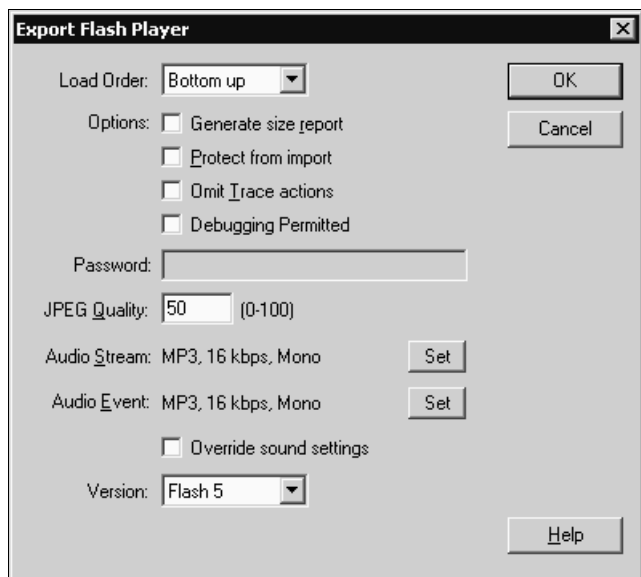 Export Flash Player
Load Order: Bottom up
OK
Options: Generate size report
Cancel
Protect from import
Omit Trace actions
Debugging Permitted
Password:
JPEG Quality: 50 (0-100)
Audio Stream: MP3, 16 kbps, Mono Set
Audio Event: MP3, 16 kbps, Mono Set
Override sound settings
Version: Flash 5
Help